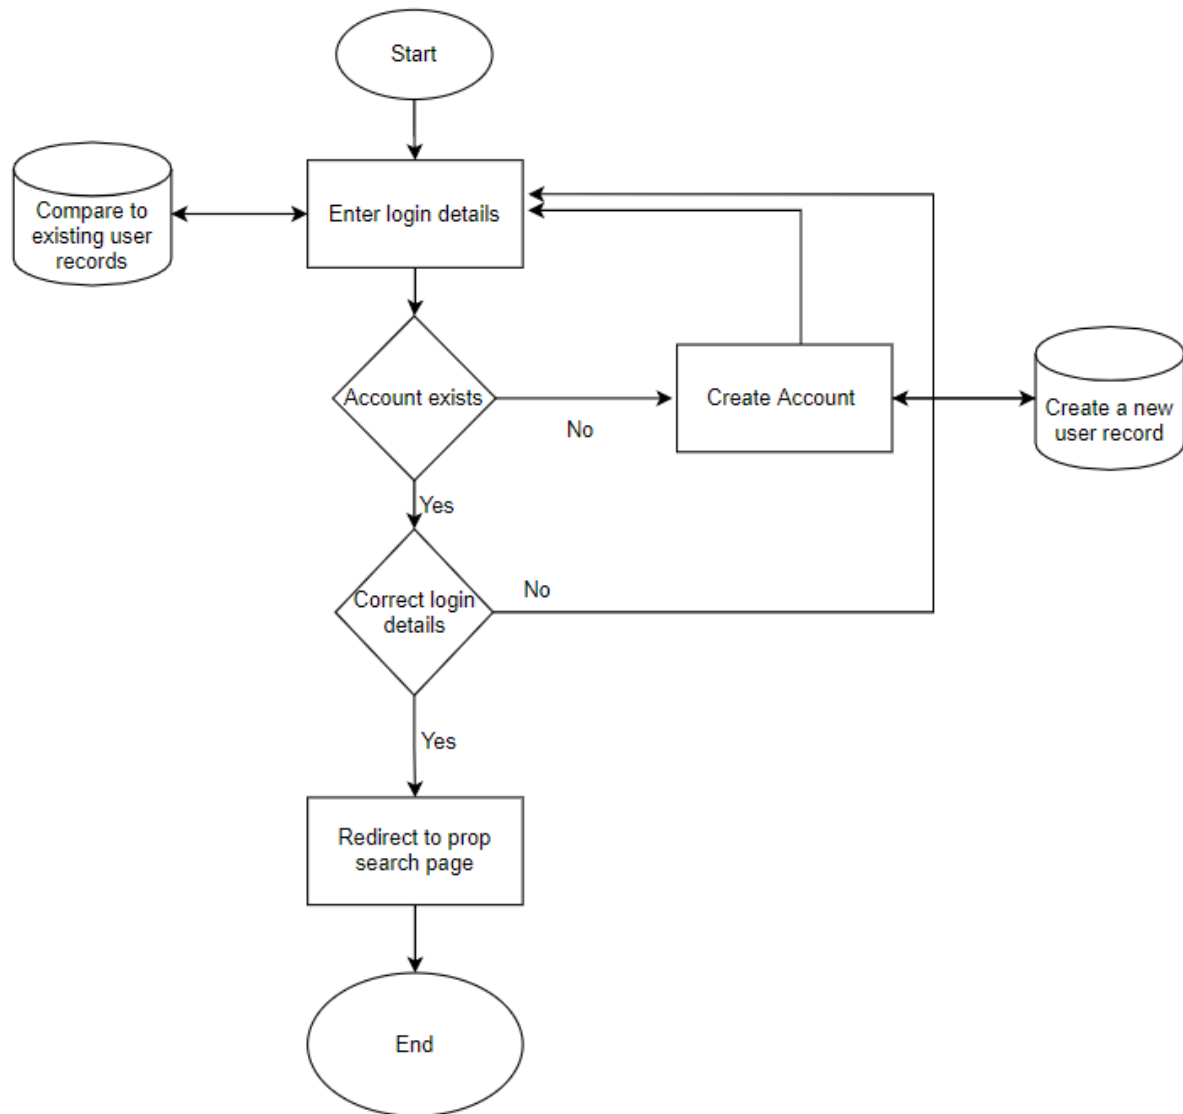 Start
Compare to
existing user
records
Enter login details
Account exists
No
Create Account
Create a new
user record
Yes
Correct login
details
No
Yes
Redirect to prop
search page
End